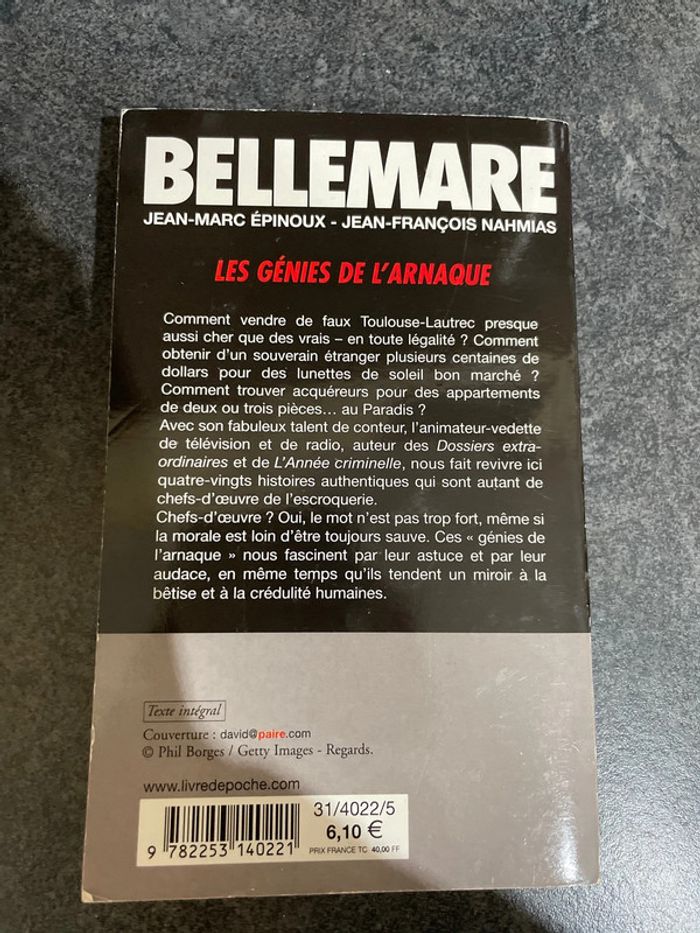 BELLEMARE
JEAN-MARC ÉPINOUX - JEAN-FRANÇOIS NAHMIAS
LES GÉNIES DE L'ARNAQUE
Comment vendre de faux Toulouse-Lautrec presque
aussi cher que des vrais – en toute légalité ? Comment
obtenir d'un souverain étranger plusieurs centaines de
dollars pour des lunettes de soleil bon marché ?
Comment trouver acquéreurs pour des appartements
de deux ou trois pièces... au Paradis ?
Avec son fabuleux talent de conteur, l'animateur-vedette
de télévision et de radio, auteur des Dossiers extra-
ordinaires et de L'Année criminelle, nous fait revivre ici
quatre-vingts histoires authentiques qui sont autant de
chefs-d'œuvre de l'escroquerie.
Chefs-d'œuvre ? Oui, le mot n'est pas trop fort, même si
la morale est loin d'être toujours sauve. Ces « génies de
l'arnaque » nous fascinent par leur astuce et par leur
audace, en même temps qu'ils tendent un miroir à la
bêtise et à la crédulité humaines.
Texte intégral
Couverture : david@paire.com
© Phil Borges / Getty Images - Regards.
www.livredepoche.com
31/4022/5
6,10 €
PRIX FRANCE TC 40,00 FF
9 782253 140221